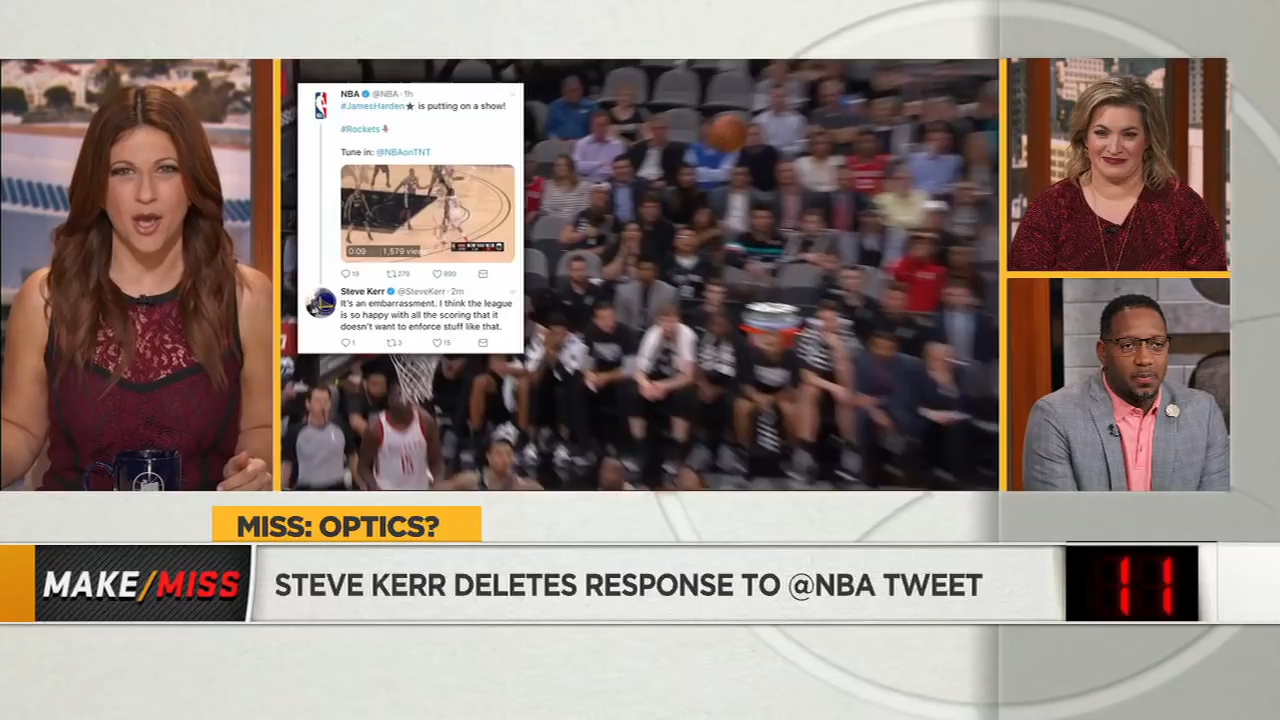 NBA @NBA · 1h
#JamesHarden is putting on a show!
#Rockets
Tune in: @NBAonTNT
0:09 1,579 view
19 279 890
Steve Kerr @SteveKerr · 2m
It's an embarrassment. I think the league
is so happy with all the scoring that it
doesn't want to enforce stuff like that.
1 3 15
13
MISS: OPTICS?
MAKE/MISS
STEVE KERR DELETES RESPONSE TO @NBA TWEET
11